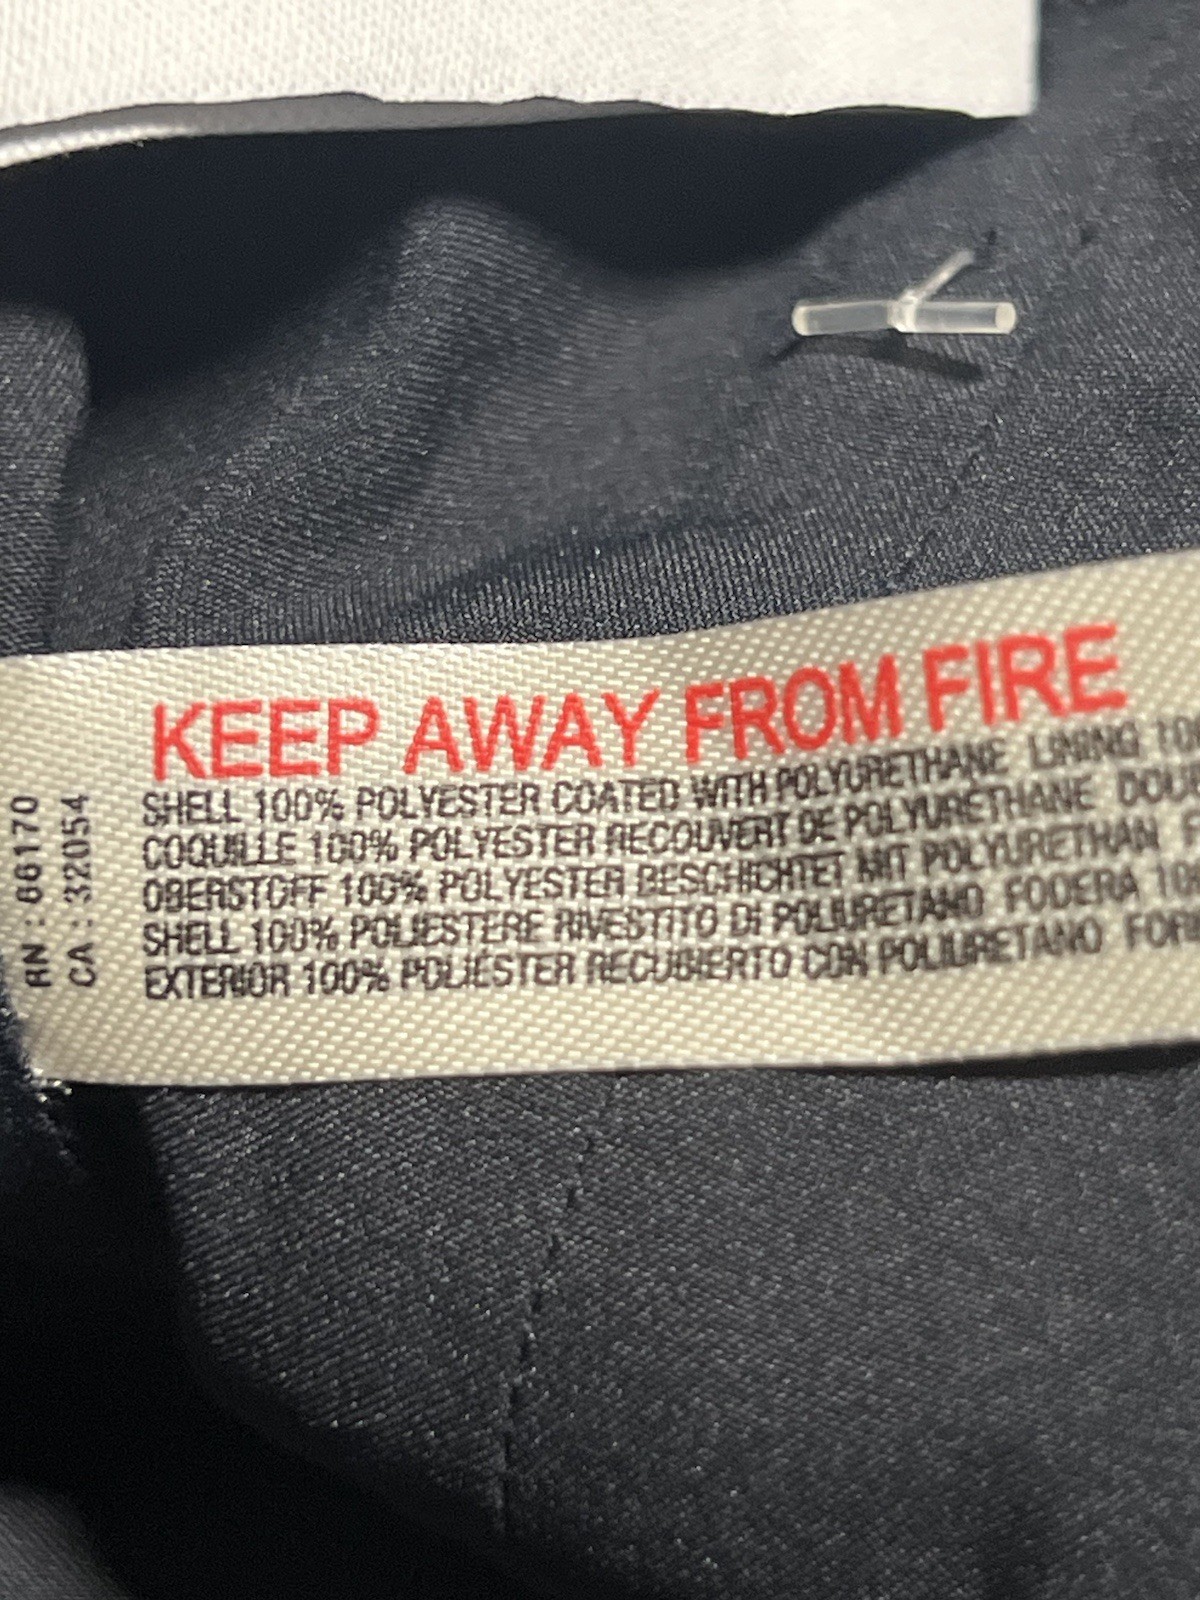 KEEP AWAY FROM FIRE
SHELL 100% POLYESTER COATED WITH POLYURETHANE LINING
COQUILLE 100% POLYESTER RECOUVERT DE POLYURETHANE
OBERSTOFF 100% POLYESTER BESCHICHTET MIT POLYURETHAN
SHELL 100% POLIESTERE RIVESTITO DI POLIURETANO FODERA
EXTERIOR 100% POLIÉSTER RECUBIERTO CON POLIURETANO
RN : 66170
CA : 32054